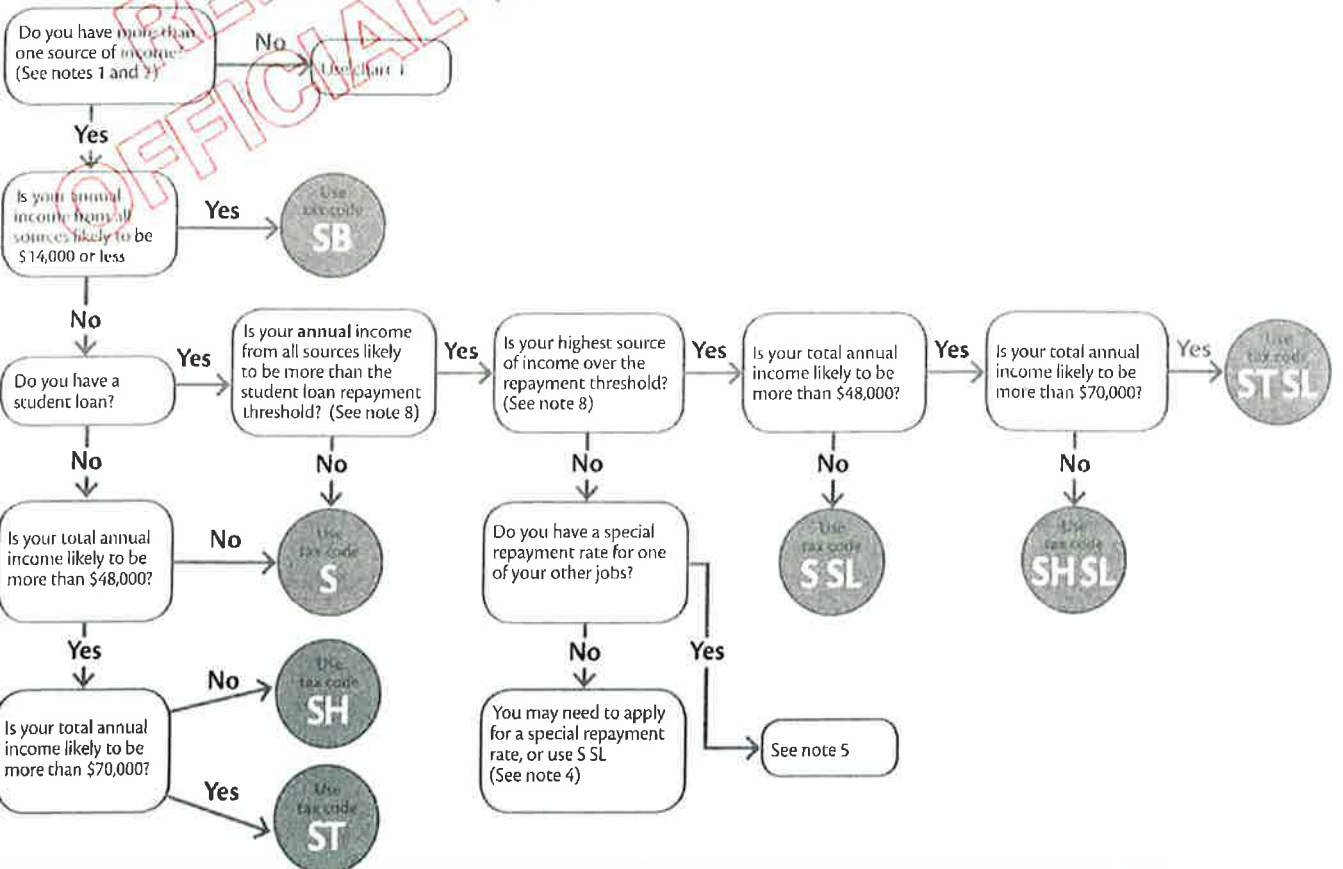 Do you have more than
one source of income?
(See notes 1 and 2)
No
Use chart 1
OFFICIAL
Yes
Is your annual
income from all
sources likely to be
$14,000 or less
Yes
Use
tax code
SB
No
Do you have a
student loan?
Yes
Is your annual income
from all sources likely
to be more than the
student loan repayment
threshold? (See note 8)
Yes
Is your highest source
of income over the
repayment threshold?
(See note 8)
Yes
Is your total annual
income likely to be
more than $48,000?
Yes
Is your total annual
income likely to be
more than $70,000?
Yes
Use
tax code
ST SL
No
No
No
No
No
Is your total annual
income likely to be
more than $48,000?
No
Use
tax code
S
Do you have a special
repayment rate for one
of your other jobs?
Use
tax code
S SL
Use
tax code
SH SL
Yes
No
Yes
Is your total annual
income likely to be
more than $70,000?
No
Use
tax code
SH
Yes
Use
tax code
ST
You may need to apply
for a special repayment
rate, or use S SL
(See note 4)
See note 5